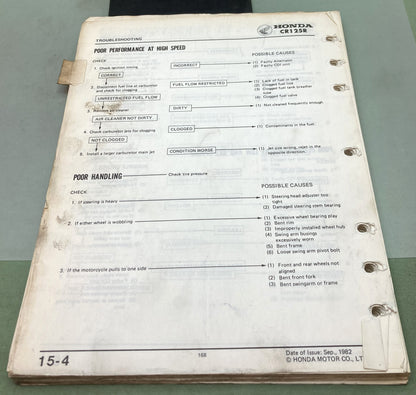 TROUBLESHOOTING
HONDA
CR125R
POOR PERFORMANCE AT HIGH SPEED
CHECK
POSSIBLE CAUSES
1. Check ignition timing
INCORRECT
(1) Faulty Alternator
(2) Faulty CDI unit
CORRECT
2. Disconnect fuel line at carburetor
and check for clogging
FUEL FLOW RESTRICTED
(1) Lack of fuel in tank
(2) Clogged fuel line
(3) Clogged fuel tank breather
tube
(4) Clogged fuel valve
UNRESTRICTED FUEL FLOW
3. Remove air cleaner
DIRTY
(1) Not cleaned frequently enough
AIR CLEANER NOT DIRTY
4. Check carburetor jets for clogging
CLOGGED
(1) Contaminants in the fuel
NOT CLOGGED
5. Install a larger carburetor main jet
CONDITION WORSE
(1) Jet size wrong, rejet in the
opposite direction.
POOR HANDLING
Check tire pressure
CHECK
POSSIBLE CAUSES
1. If steering is heavy
(1) Steering head adjuster too
tight
(2) Damaged steering stem bearing
2. If either wheel is wobbling
(1) Excessive wheel bearing play
(2) Bent rim
(3) Improperly installed wheel hub
(4) Swing arm busings
excessively worn
(5) Bent frame
(6) Loose swing arm pivot bolt
3. If the motorcycle pulls to one side
(1) Front and rear wheels not
aligned
(2) Bent front fork
(3) Bent swingarm or frame
15-4
168
Date of Issue: Sep., 1982
© HONDA MOTOR CO., LT